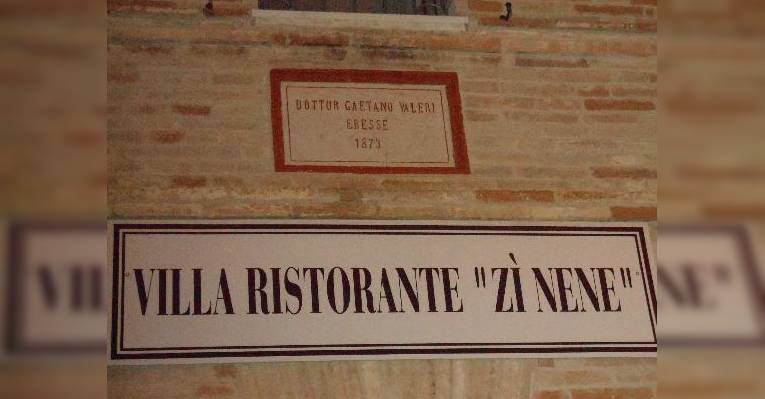 DOTTOR GAETANO VALERI
ERESSE
1873
VILLA RISTORANTE "ZÌ NENE"